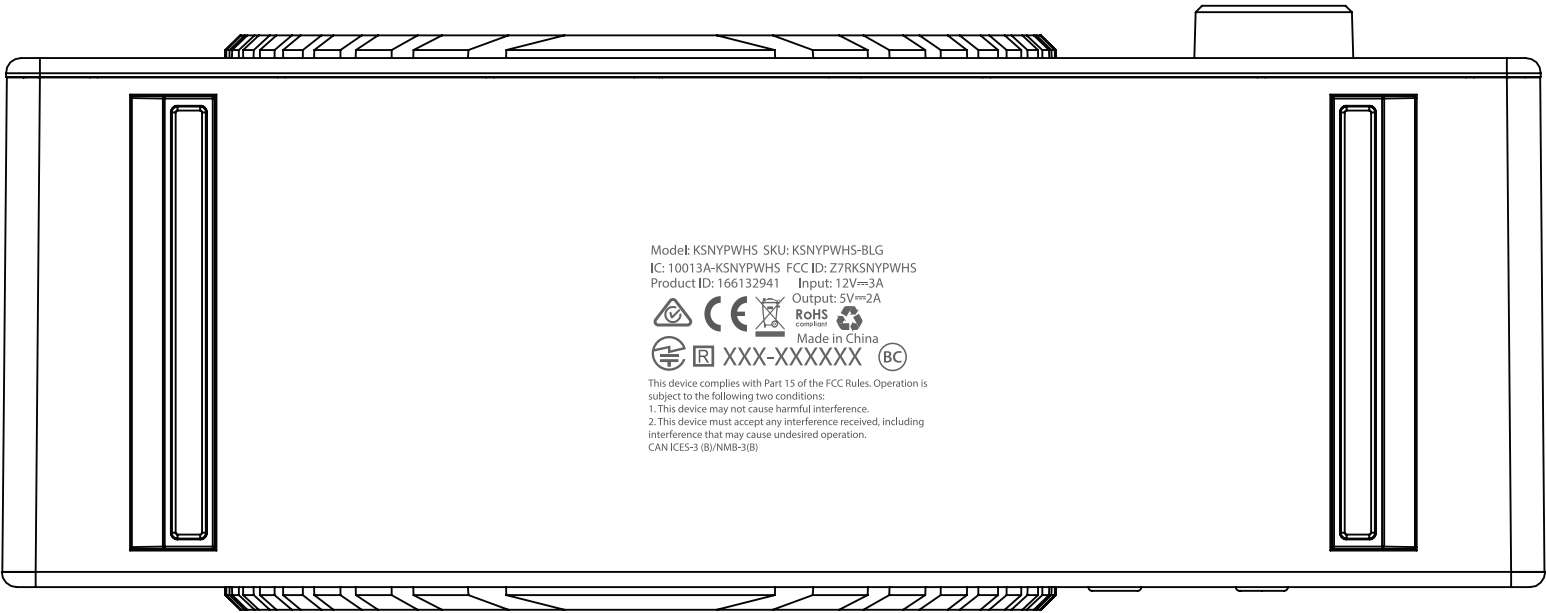 Model: KSNYPWHS SKU: KSNYPWHS-BLG
IC: 10013A-KSNYPWHS FCC ID: Z7RKSNYPWHS
Product ID: 166132941 Input: 12V⎓3A
Output: 5V⎓2A
CE RoHS
compliant
Made in China
R XXX-XXXXXX BC
This device complies with Part 15 of the FCC Rules. Operation is
subject to the following two conditions:
1. This device may not cause harmful interference.
2. This device must accept any interference received, including
interference that may cause undesired operation.
CAN ICES-3 (B)/NMB-3(B)